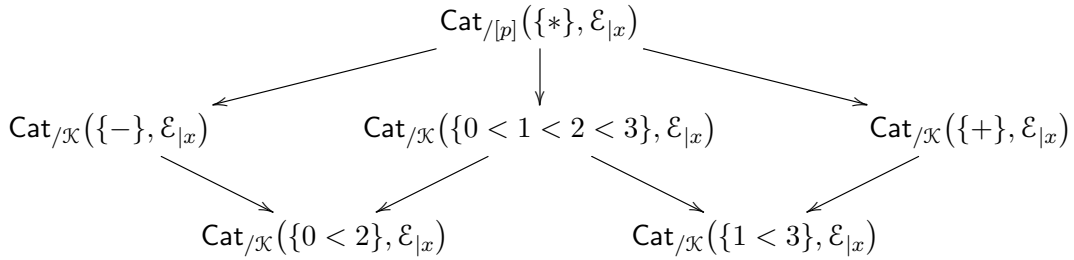 Cat_{/[p]}({*}, ℰ_{|x})
Cat_{/𝒦}({−}, ℰ_{|x}) Cat_{/𝒦}({0 < 1 < 2 < 3}, ℰ_{|x}) Cat_{/𝒦}({+}, ℰ_{|x})
Cat_{/𝒦}({0 < 2}, ℰ_{|x}) Cat_{/𝒦}({1 < 3}, ℰ_{|x})